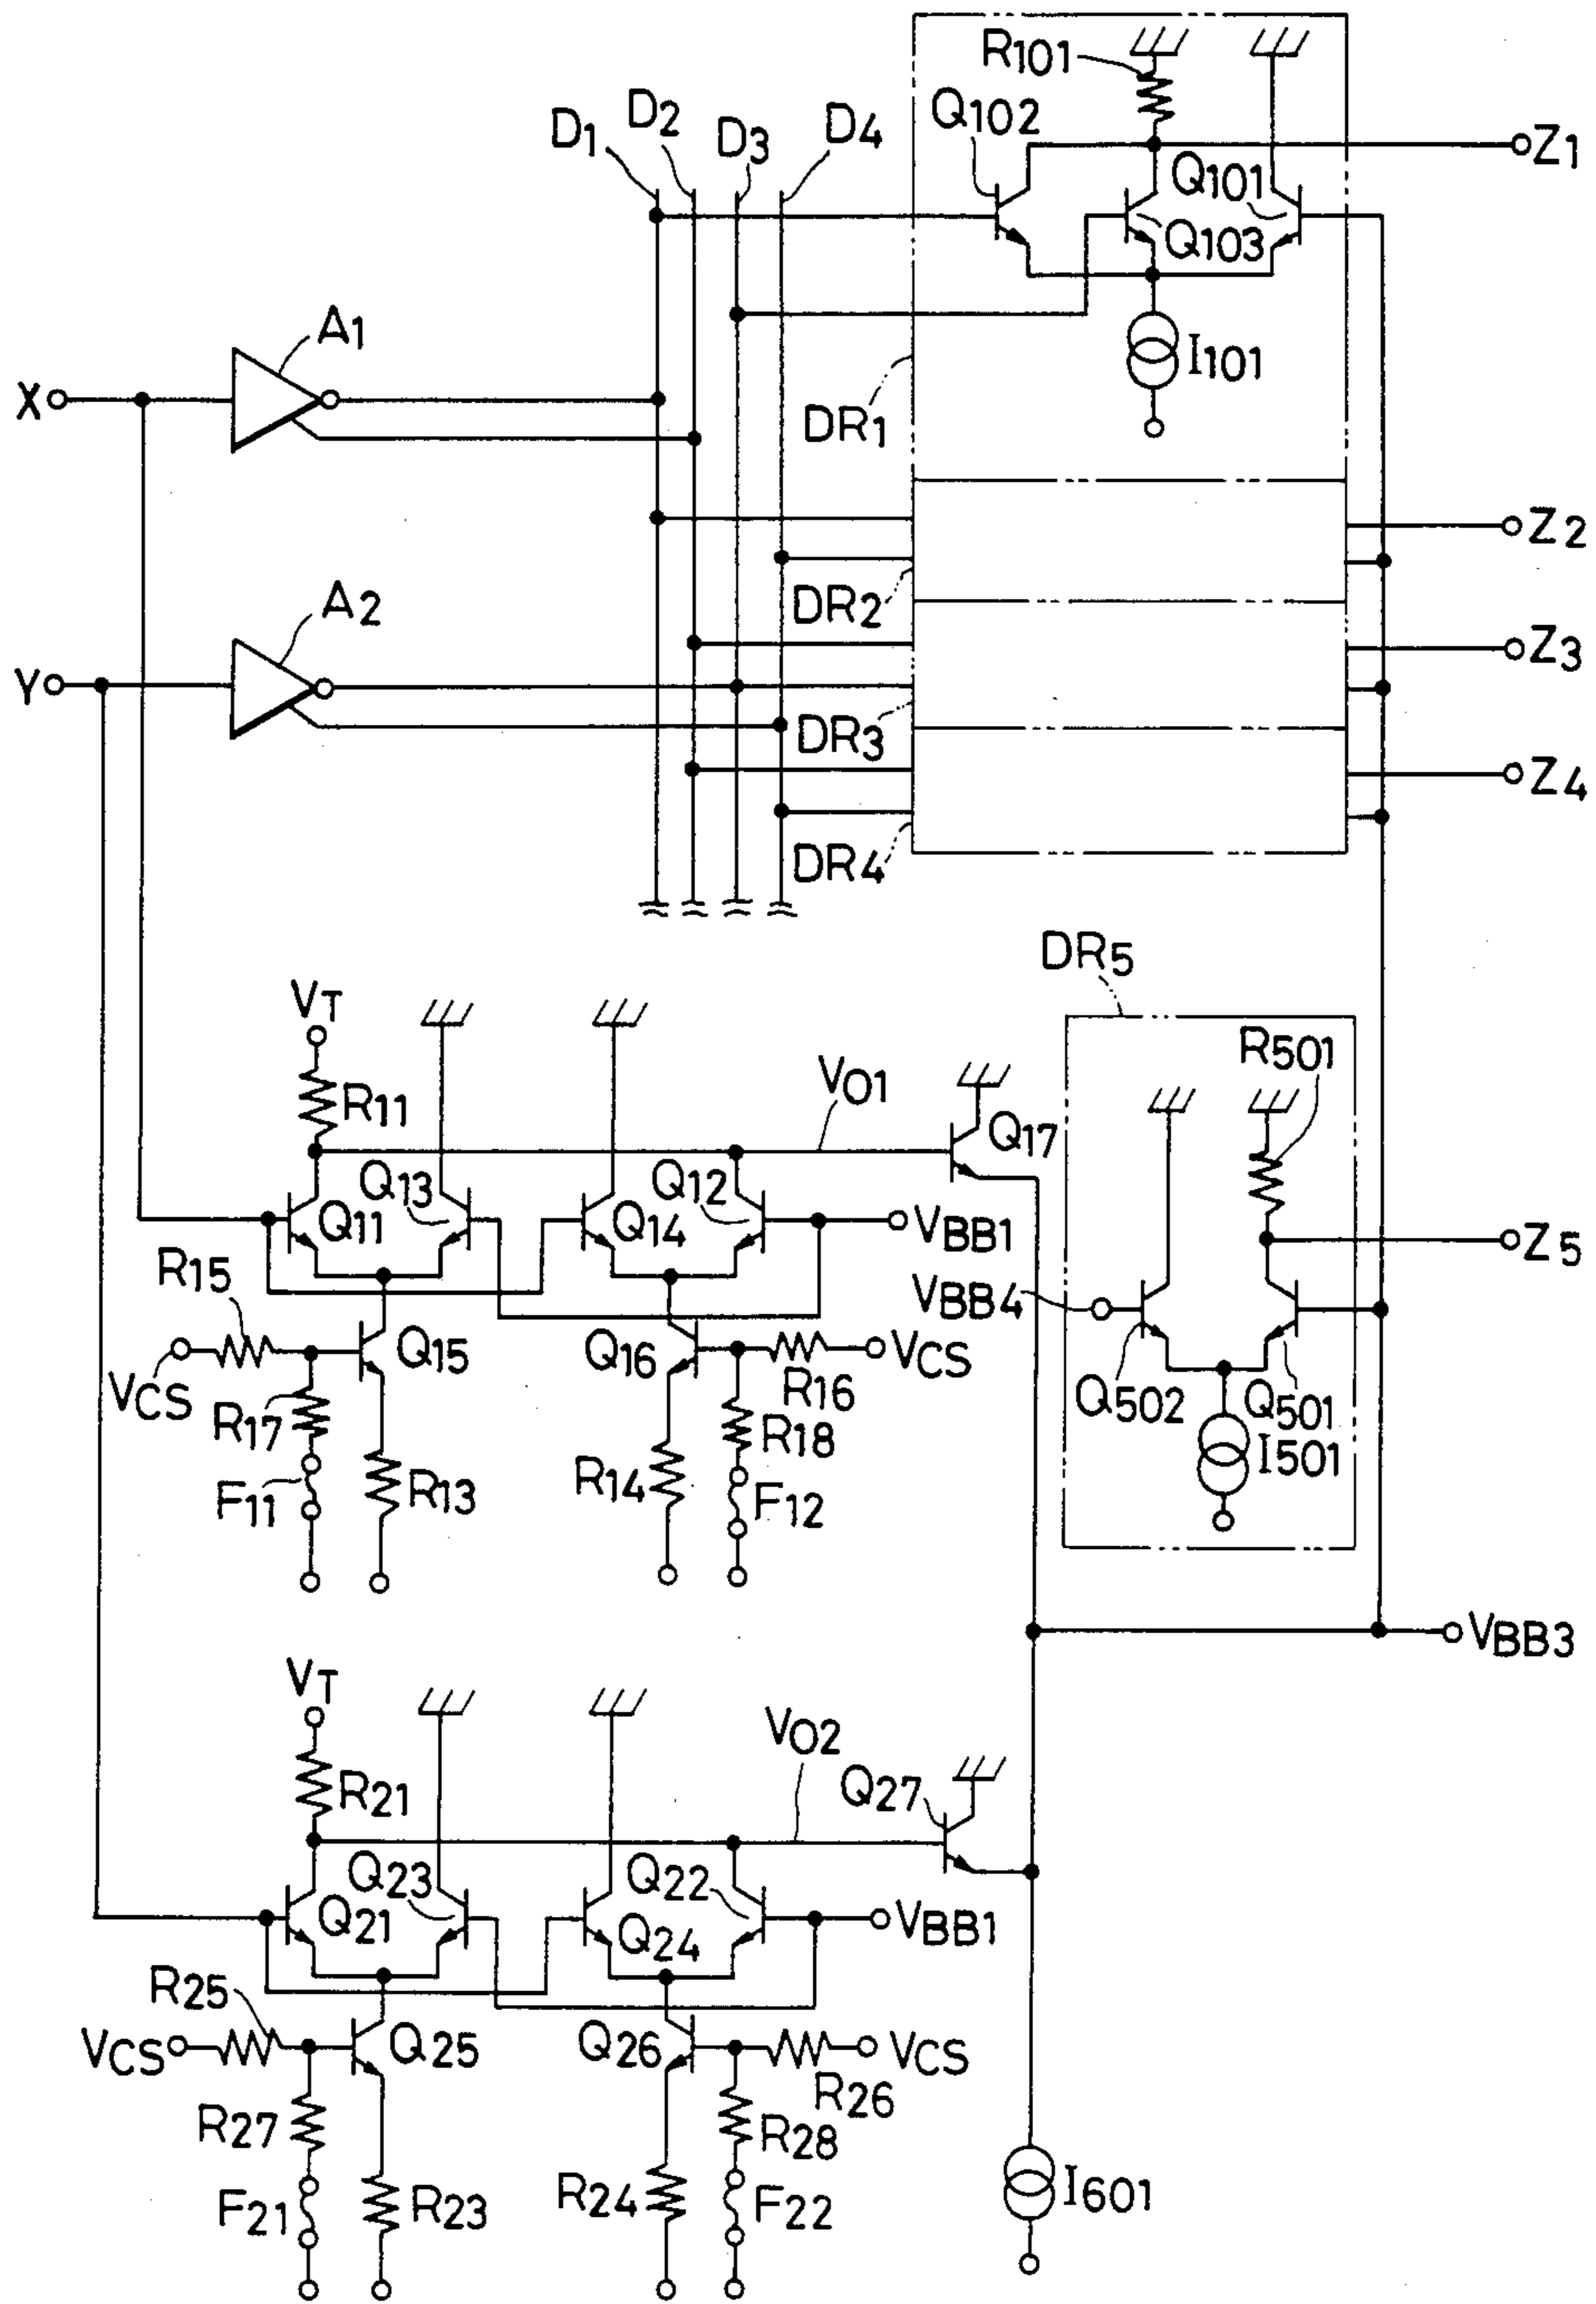 R101
Q102
D1
D2
D3
D4
Z1
Q101
Q103
A1
X
I101
DR1
Z2
A2
DR2
Y
Z3
DR3
Z4
DR4
DR5
VT
R501
VO1
R11
Q17
Q13
Q12
Q11
Q14
VBB1
Z5
R15
VBB4
Q15
Q16
VCS
VCS
R16
R17
R18
Q502
Q501
I501
F11
R13
R14
F12
VBB3
VT
VO2
R21
Q27
Q23
Q22
Q21
Q24
VBB1
R25
VCS
Q25
Q26
VCS
R26
R27
R28
F21
R23
R24
F22
I601